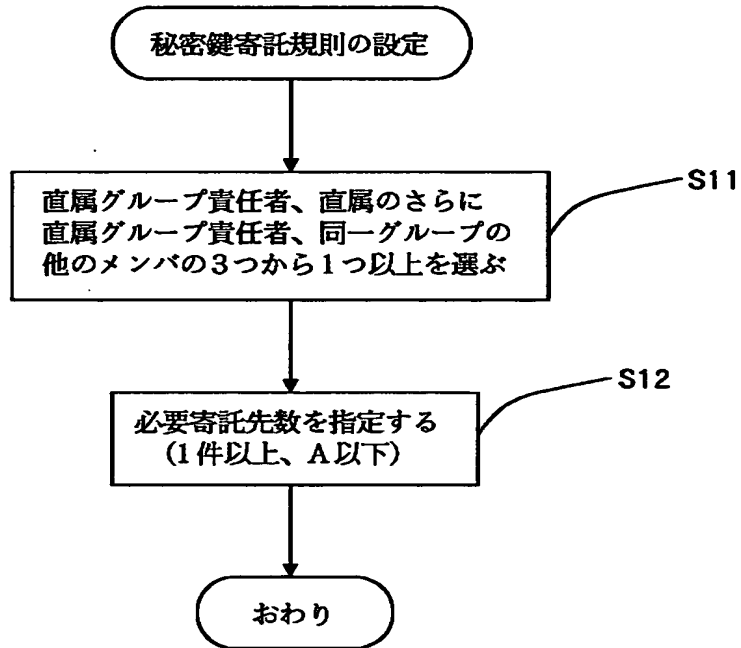 秘密鍵寄託規則の設定
直属グループ責任者、直属のさらに
直属グループ責任者、同一グループの
他のメンバの3つから1つ以上を選ぶ
S11
必要寄託先数を指定する
(1件以上、A以下)
S12
おわり